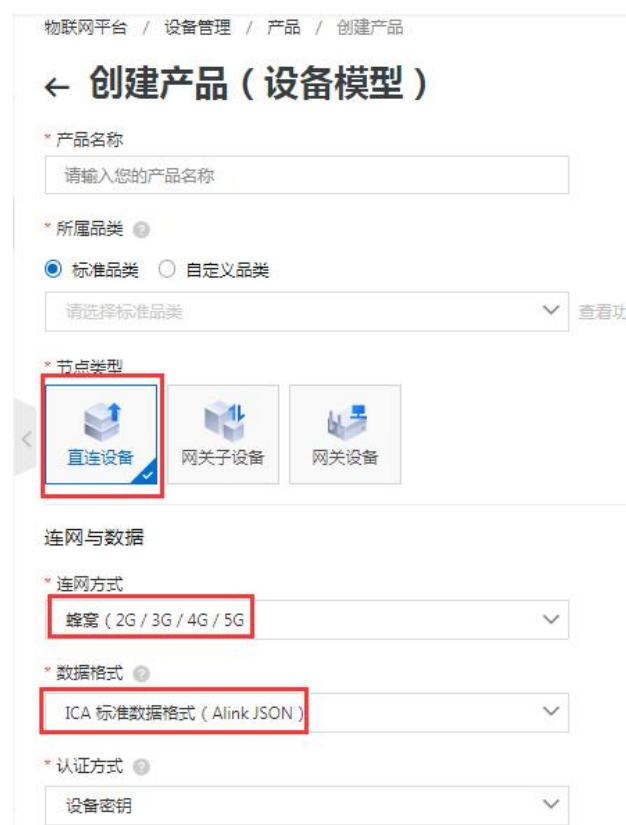 物联网平台 / 设备管理 / 产品 / 创建产品
← 创建产品（设备模型）
* 产品名称
请输入您的产品名称
* 所属品类
标准品类 自定义品类
请选择标准品类 查看功
* 节点类型
直连设备 网关子设备 网关设备
连网与数据
* 连网方式
蜂窝（2G / 3G / 4G / 5G
* 数据格式
ICA 标准数据格式（Alink JSON）
* 认证方式
设备密钥